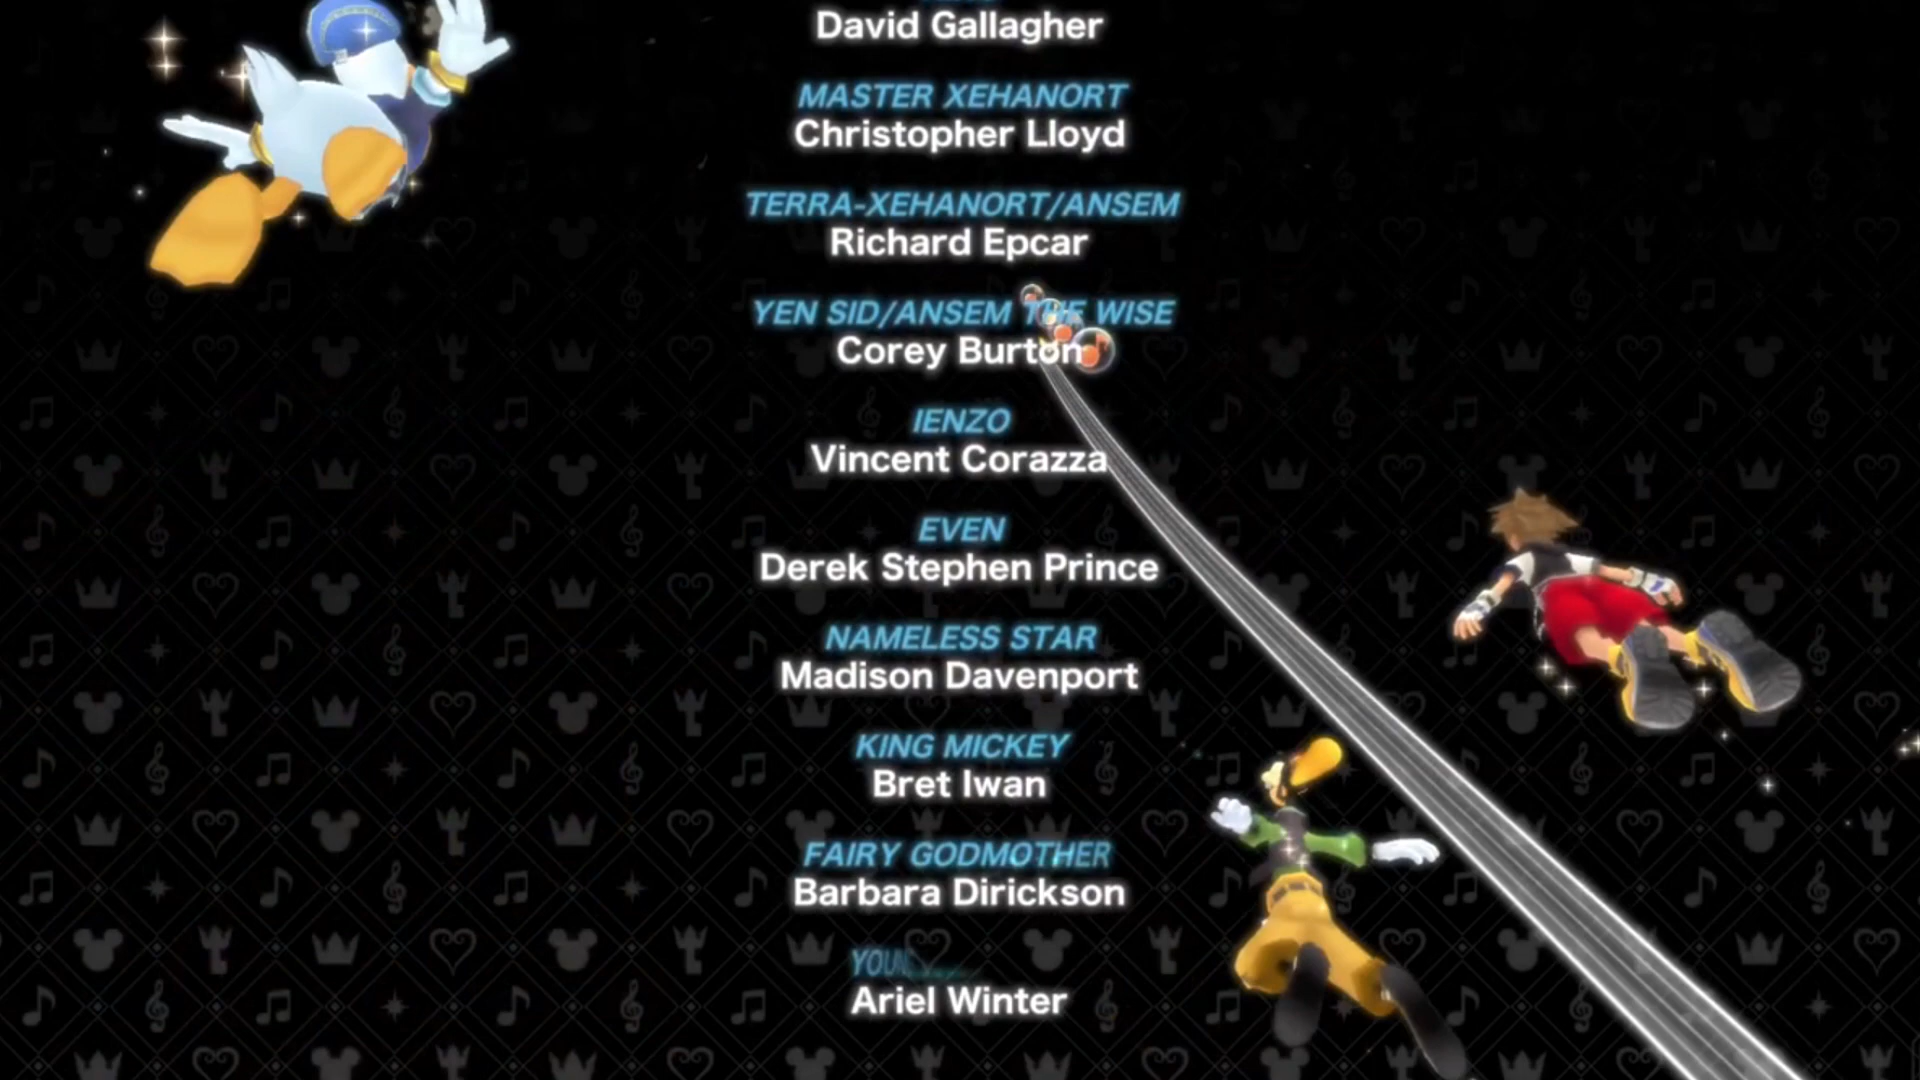 David Gallagher
MASTER XEHANORT
Christopher Lloyd
TERRA-XEHANORT/ANSEM
Richard Epcar
YEN SID/ANSEM THE WISE
Corey Burton
IENZO
Vincent Corazza
EVEN
Derek Stephen Prince
NAMELESS STAR
Madison Davenport
KING MICKEY
Bret Iwan
FAIRY GODMOTHER
Barbara Dirickson
Ariel Winter